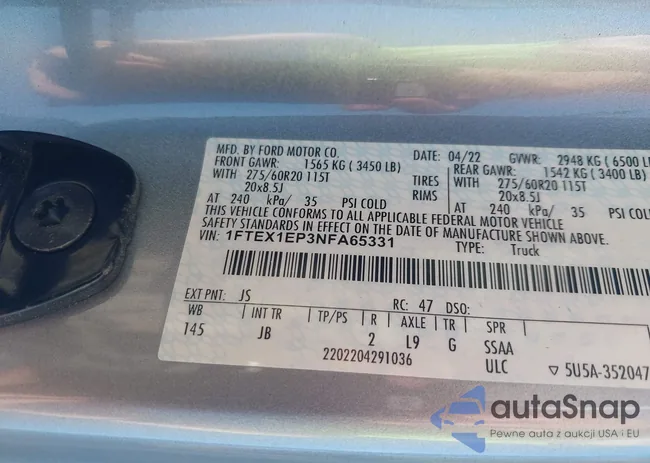 MFD. BY FORD MOTOR CO. DATE: 04/22 GVWR: 2948 KG ( 6500 LB
FRONT GAWR: 1565 KG ( 3450 LB) REAR GAWR: 1542 KG ( 3400 LB)
WITH 275/60R20 115T TIRES WITH 275/60R20 115T
20x8.5J RIMS 20x8.5J
AT 240 kPa/ 35 PSI COLD AT 240 kPa/ 35 PSI COLD
THIS VEHICLE CONFORMS TO ALL APPLICABLE FEDERAL MOTOR VEHICLE
SAFETY STANDARDS IN EFFECT ON THE DATE OF MANUFACTURE SHOWN ABOVE.
VIN: 1FTEX1EP3NFA65331
TYPE: Truck
EXT PNT: JS RC: 47 DSO:
WB INT TR TP/PS R AXLE TR SPR
145 JB 2 L9 G SSAA
2202204291036 ULC ▽ 5U5A-352047
autoSnap
Pewne auta z aukcji USA i EU